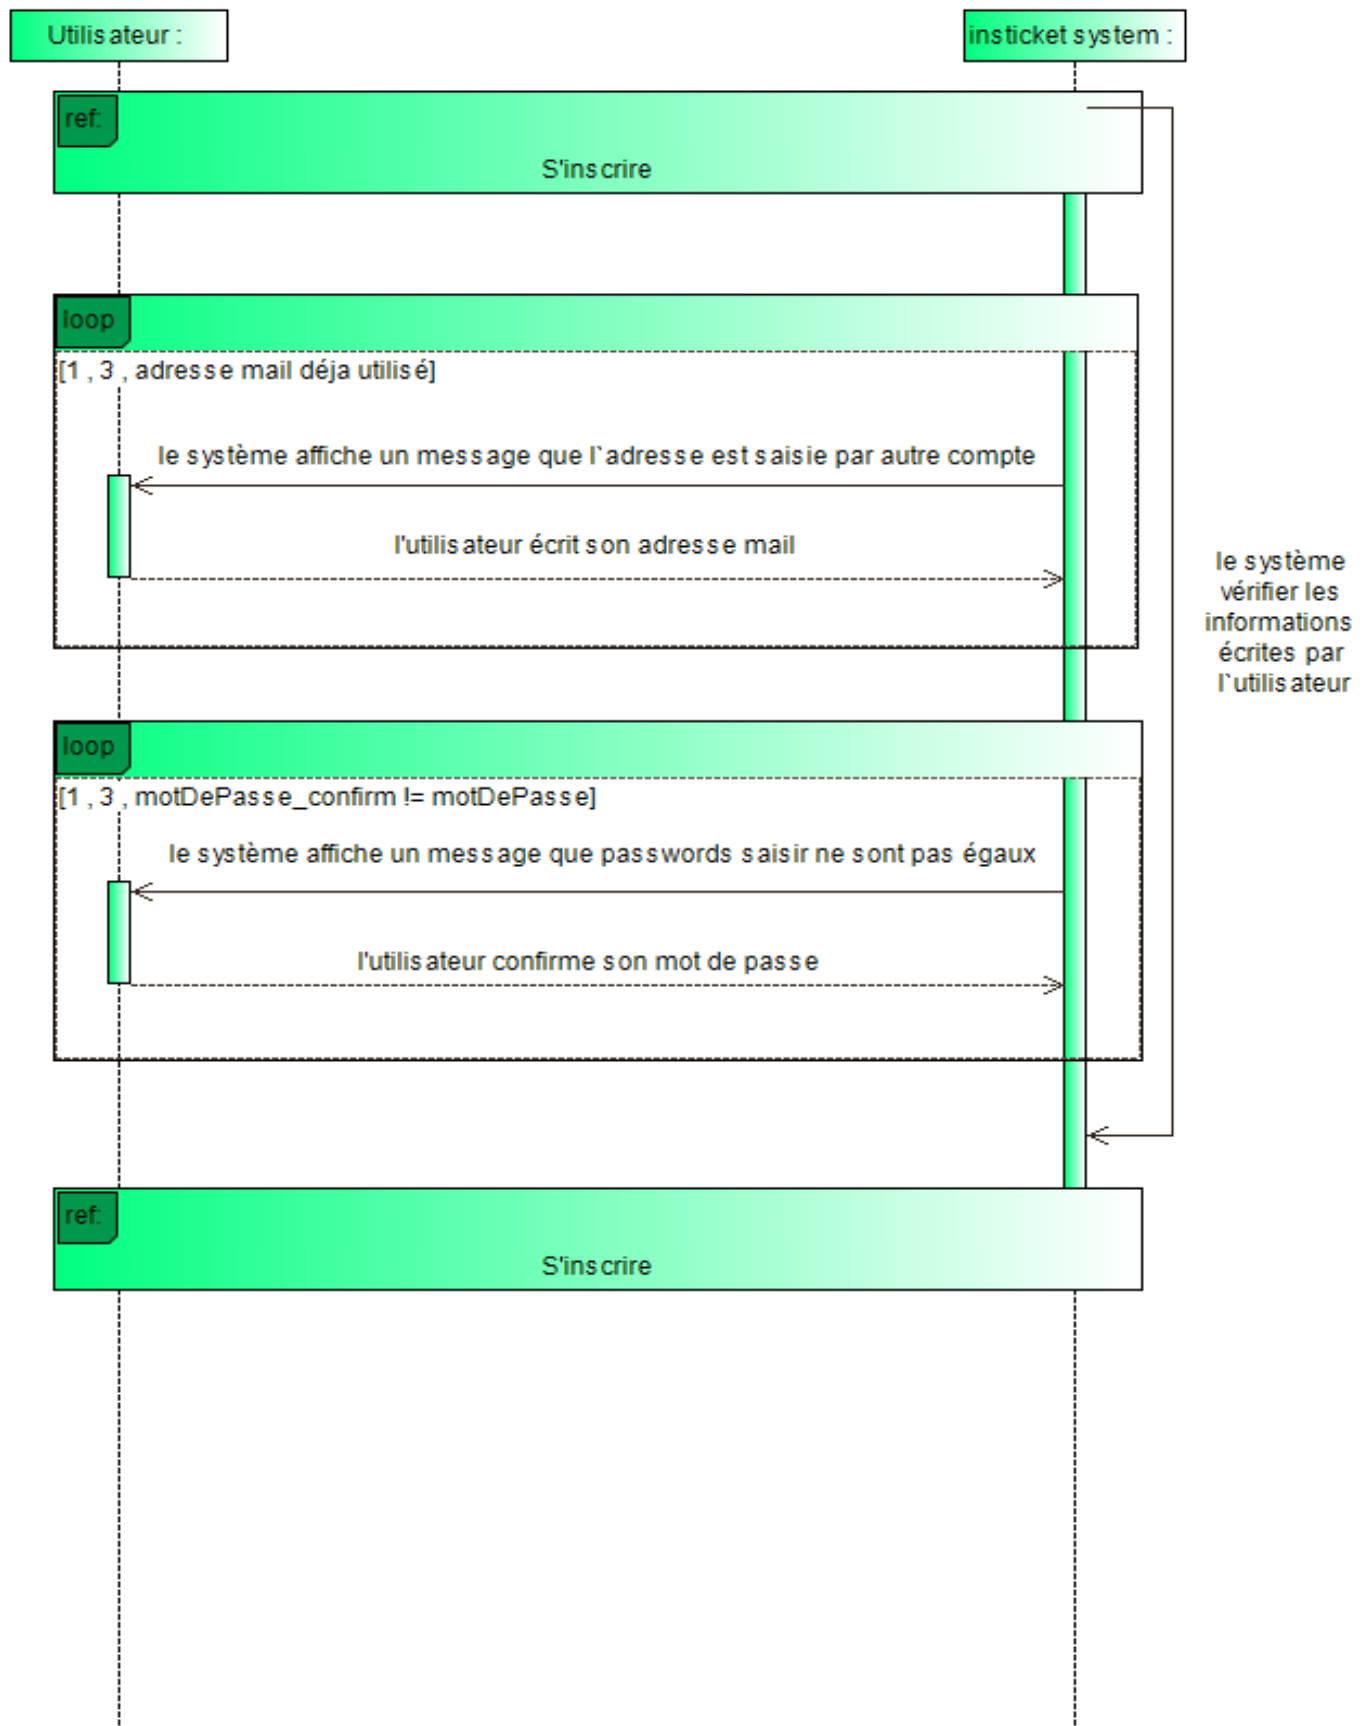 Utilisateur :
insticket system :
ref:
S'inscrire
loop
[1 , 3 , adresse mail déja utilisé]
le système affiche un message que l`adresse est saisie par autre compte
l'utilisateur écrit son adresse mail
le système
vérifier les
informations
écrites par
l`utilisateur
loop
[1 , 3 , motDePasse_confirm != motDePasse]
le système affiche un message que passwords saisir ne sont pas égaux
l'utilisateur confirme son mot de passe
ref:
S'inscrire